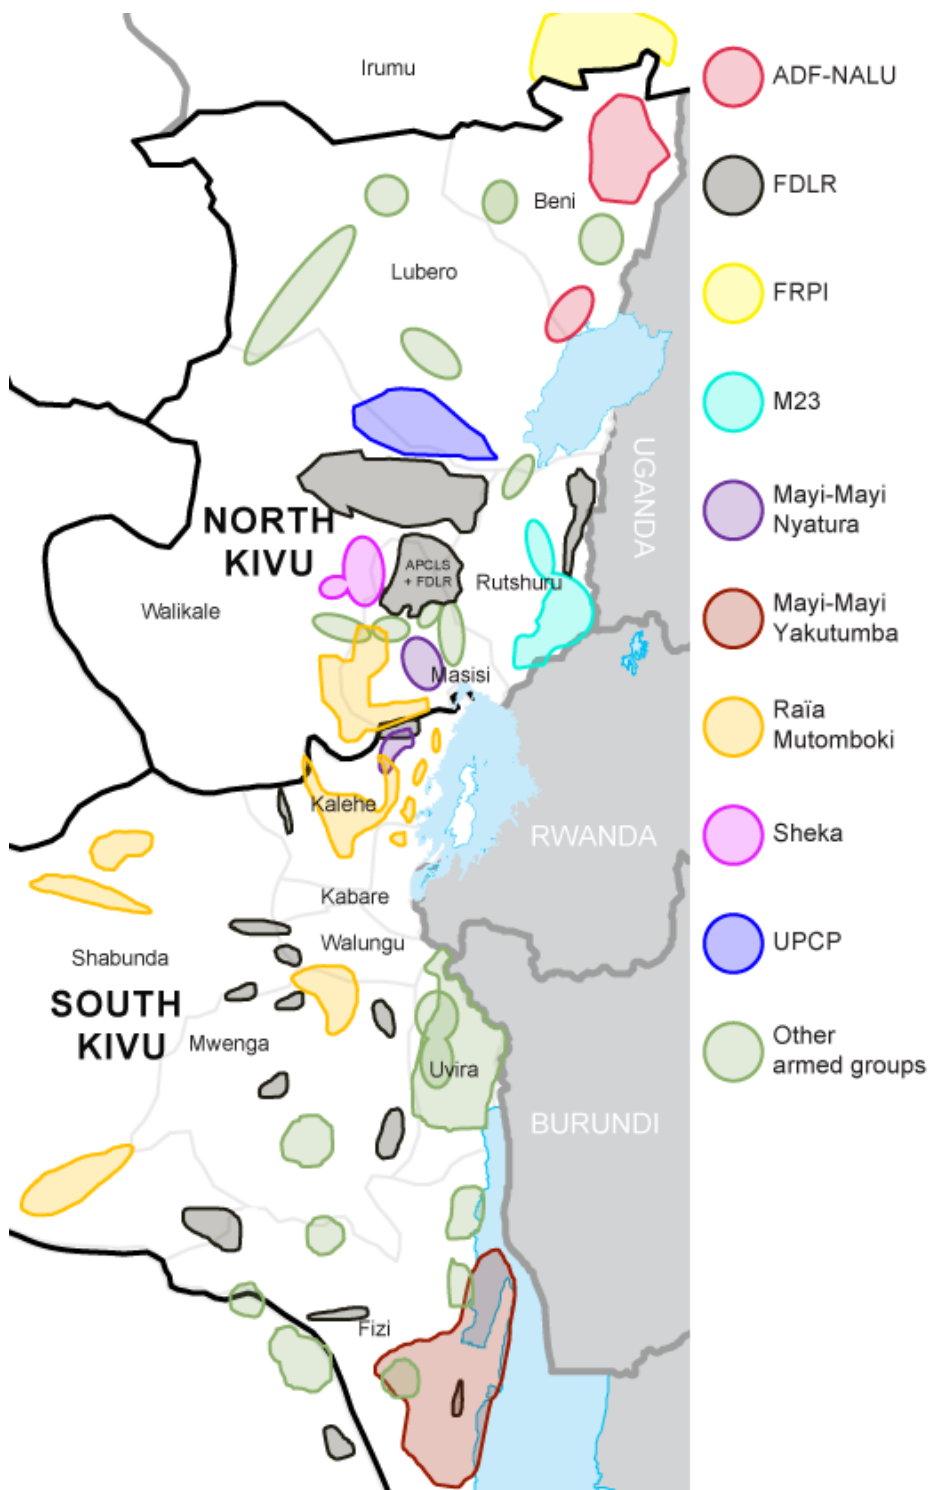 Irumu
Beni
Lubero
UGANDA
NORTH
KIVU
APCLS
+ FDLR
Rutshuru
Walikale
Masisi
Kalehe
RWANDA
Kabare
Walungu
Shabunda
SOUTH
KIVU
Mwenga
Uvira
BURUNDI
Fizi
ADF-NALU
FDLR
FRPI
M23
Mayi-Mayi
Nyatura
Mayi-Mayi
Yakutumba
Raïa
Mutomboki
Sheka
UPCP
Other
armed groups